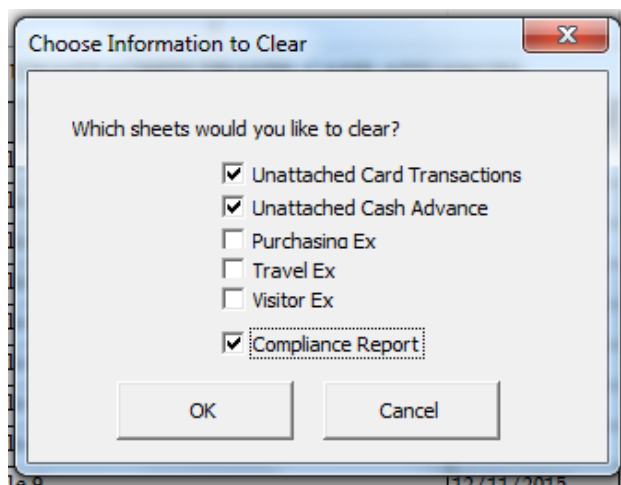 Choose Information to Clear
Which sheets would you like to clear?
Unattached Card Transactions
Unattached Cash Advance
Purchasing Ex
Travel Ex
Visitor Ex
Compliance Report
OK
Cancel
12/11/2015